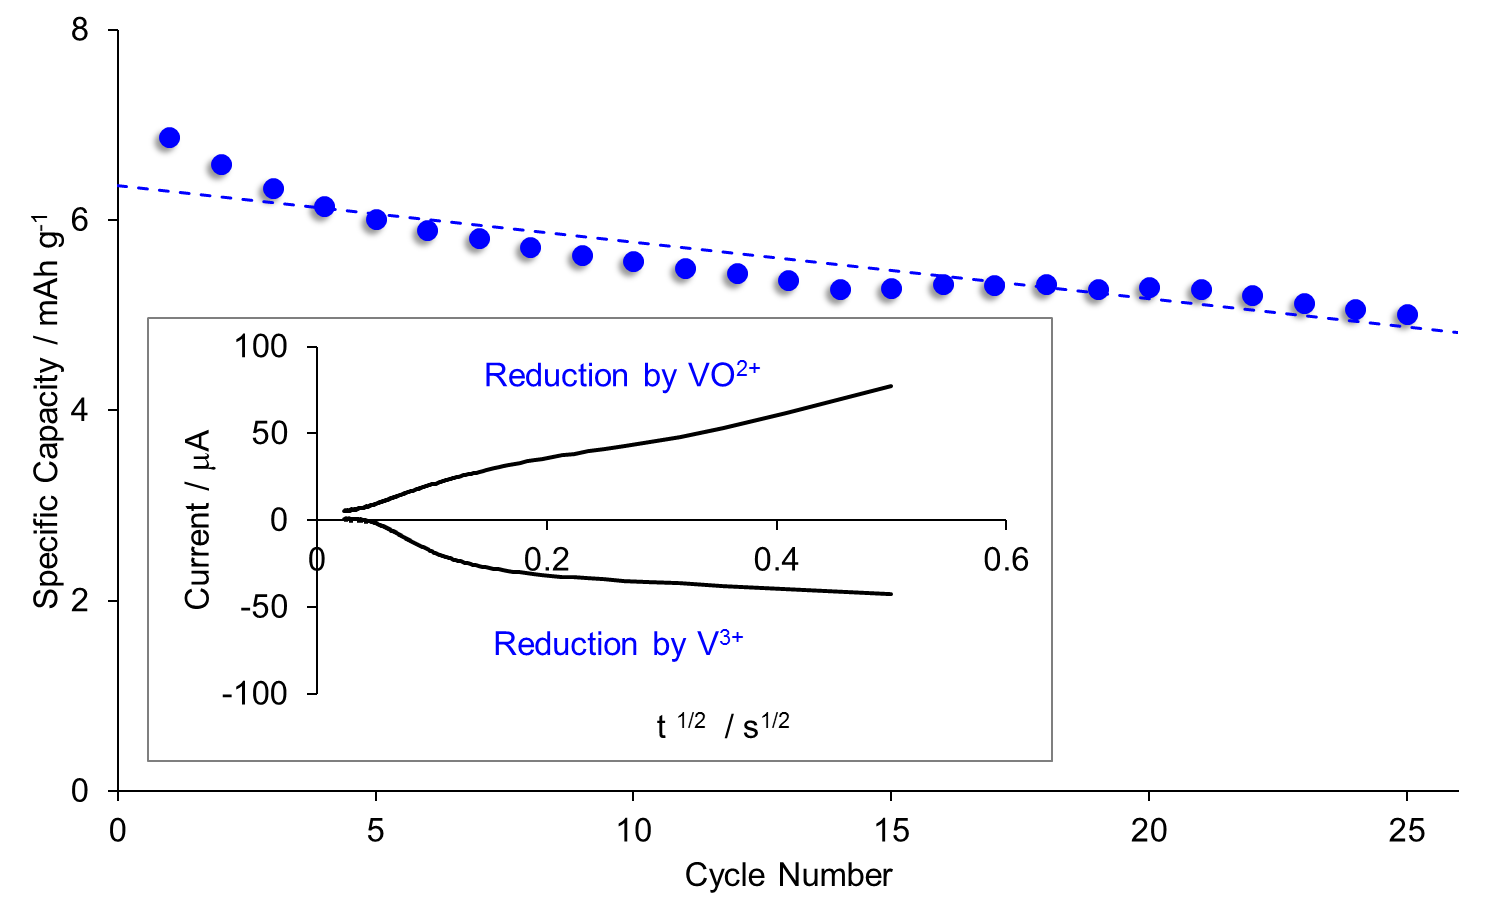 8
6
4
2
0
Specific Capacity / mAh g⁻¹
0 5 10 15 20 25
Cycle Number
100
50
0
-50
-100
Current / μA
Reduction by VO²⁺
0 0.2 0.4 0.6
Reduction by V³⁺
t ¹/² / s¹/²